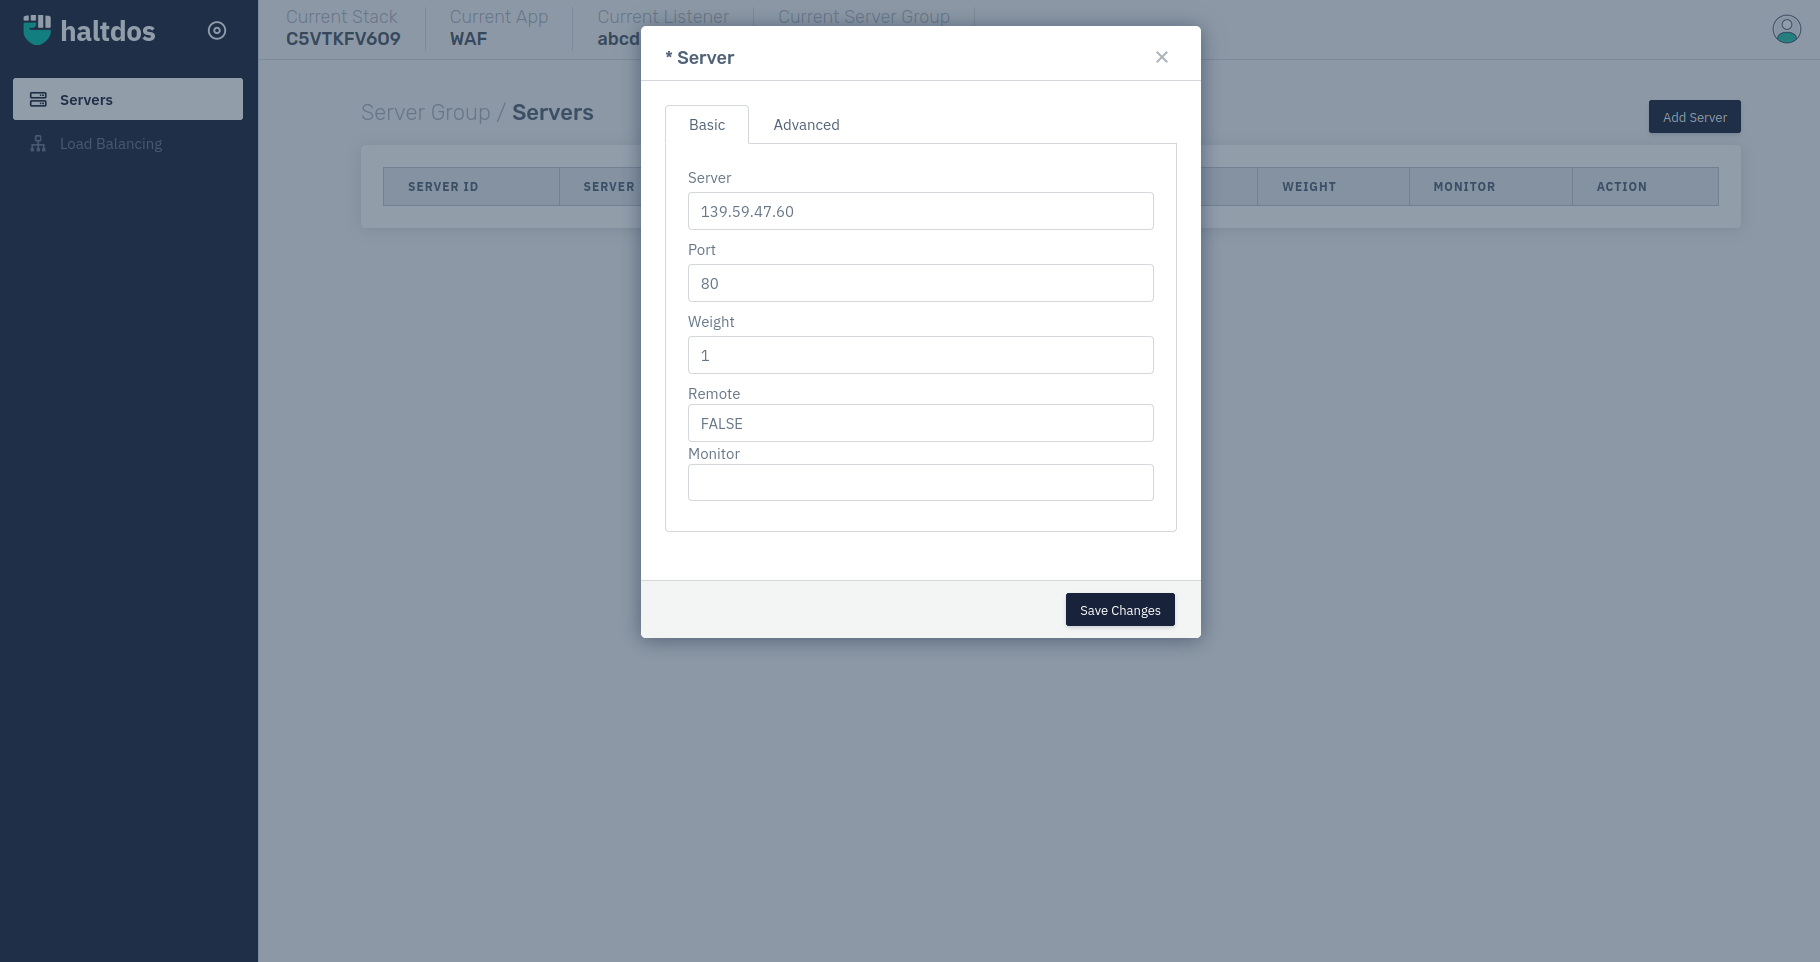 haltdos
Current Stack
C5VTKFV6O9
Current App
WAF
Current Listener
abcd
Current Server Group
Servers
Load Balancing
Server Group / Servers
Add Server
SERVER ID
SERVER
WEIGHT
MONITOR
ACTION
* Server
Basic
Advanced
Server
139.59.47.60
Port
80
Weight
1
Remote
FALSE
Monitor
Save Changes